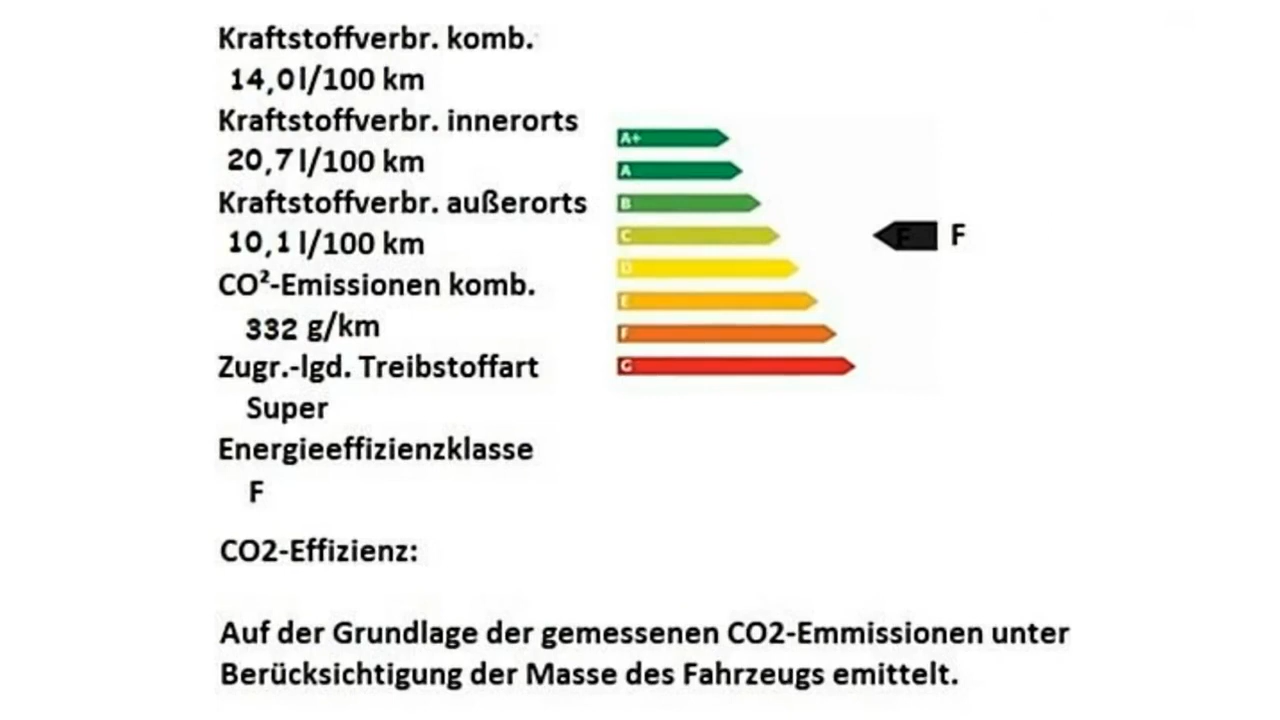 Kraftstoffverbr. komb.
14,0 l/100 km
Kraftstoffverbr. innerorts
20,7 l/100 km
Kraftstoffverbr. außerorts
10,1 l/100 km
CO²-Emissionen komb.
332 g/km
Zugr.-lgd. Treibstoffart
Super
Energieeffizienzklasse
F
A+
A
B
C
D
E
F
G
F F
CO2-Effizienz:
Auf der Grundlage der gemessenen CO2-Emmissionen unter
Berücksichtigung der Masse des Fahrzeugs emittelt.